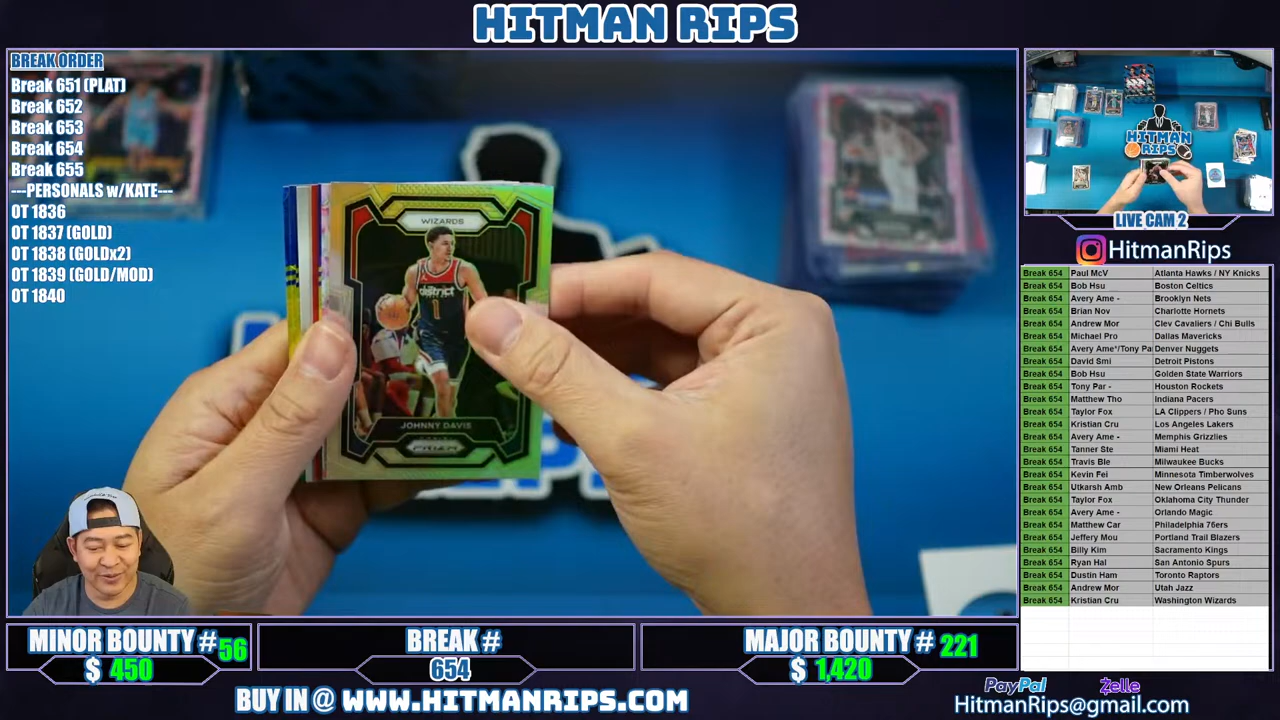 HITMAN RIPS
BREAK ORDER
Break 651 (PLAT)
Break 652
Break 653
Break 654
Break 655
---PERSONALS w/KATE---
OT 1836
OT 1837 (GOLD)
OT 1838 (GOLDx2)
OT 1839 (GOLD/MOD)
OT 1840
WIZARDS
district
1
JOHNNY DAVIS
PRIZM
HITMAN
RIPS
LIVE CAM 2
HitmanRips
Break 654 Paul McV Atlanta Hawks / NY Knicks
Break 654 Bob Hsu Boston Celtics
Break 654 Avery Ame - Brooklyn Nets
Break 654 Brian Nov Charlotte Hornets
Break 654 Andrew Mor Clev Cavaliers / Chi Bulls
Break 654 Michael Pro Dallas Mavericks
Break 654 Avery Ame*/Tony Pa Denver Nuggets
Break 654 David Smi Detroit Pistons
Break 654 Bob Hsu Golden State Warriors
Break 654 Tony Par - Houston Rockets
Break 654 Matthew Tho Indiana Pacers
Break 654 Taylor Fox LA Clippers / Pho Suns
Break 654 Kristian Cru Los Angeles Lakers
Break 654 Avery Ame - Memphis Grizzlies
Break 654 Tanner Ste Miami Heat
Break 654 Travis Ble Milwaukee Bucks
Break 654 Kevin Fei Minnesota Timberwolves
Break 654 Utkarsh Amb New Orleans Pelicans
Break 654 Taylor Fox Oklahoma City Thunder
Break 654 Avery Ame - Orlando Magic
Break 654 Matthew Car Philadelphia 76ers
Break 654 Jeffery Mou Portland Trail Blazers
Break 654 Billy Kim Sacramento Kings
Break 654 Ryan Hal San Antonio Spurs
Break 654 Dustin Ham Toronto Raptors
Break 654 Andrew Mor Utah Jazz
Break 654 Kristian Cru Washington Wizards
MINOR BOUNTY # 56
$ 450
BREAK #
654
MAJOR BOUNTY # 221
$ 1,420
BUY IN @ WWW.HITMANRIPS.COM
PayPal Zelle
HitmanRips@gmail.com